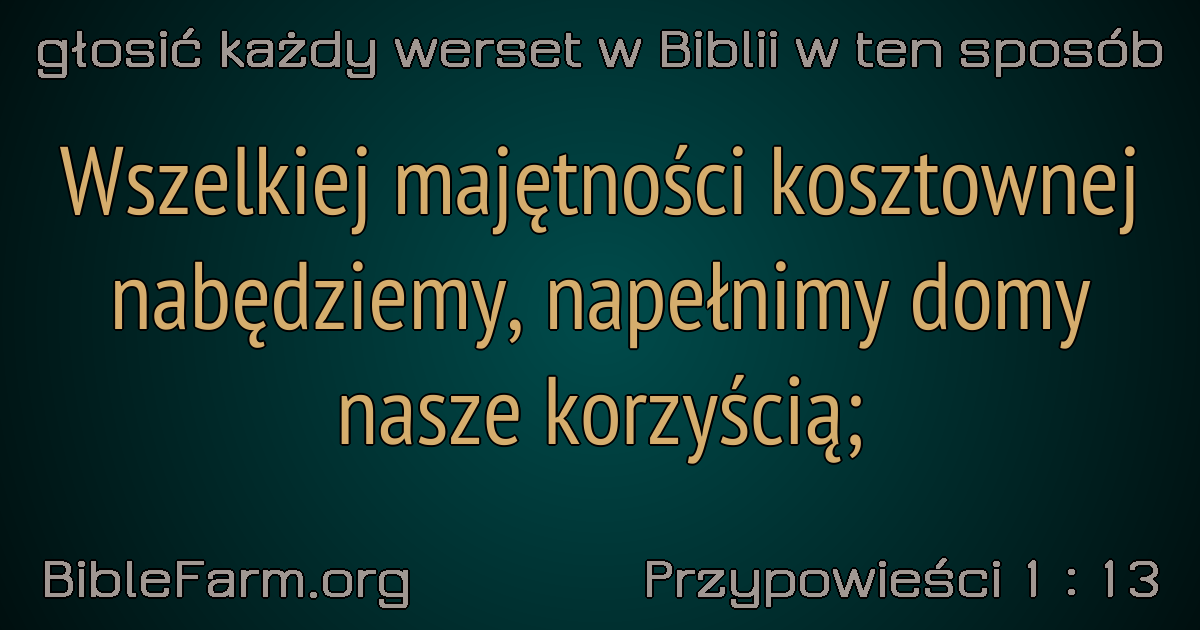 głosić każdy werset w Biblii w ten sposób
Wszelkiej majętności kosztownej
nabędziemy, napełnimy domy
nasze korzyścią;
BibleFarm.org
Przypowieści 1 : 13